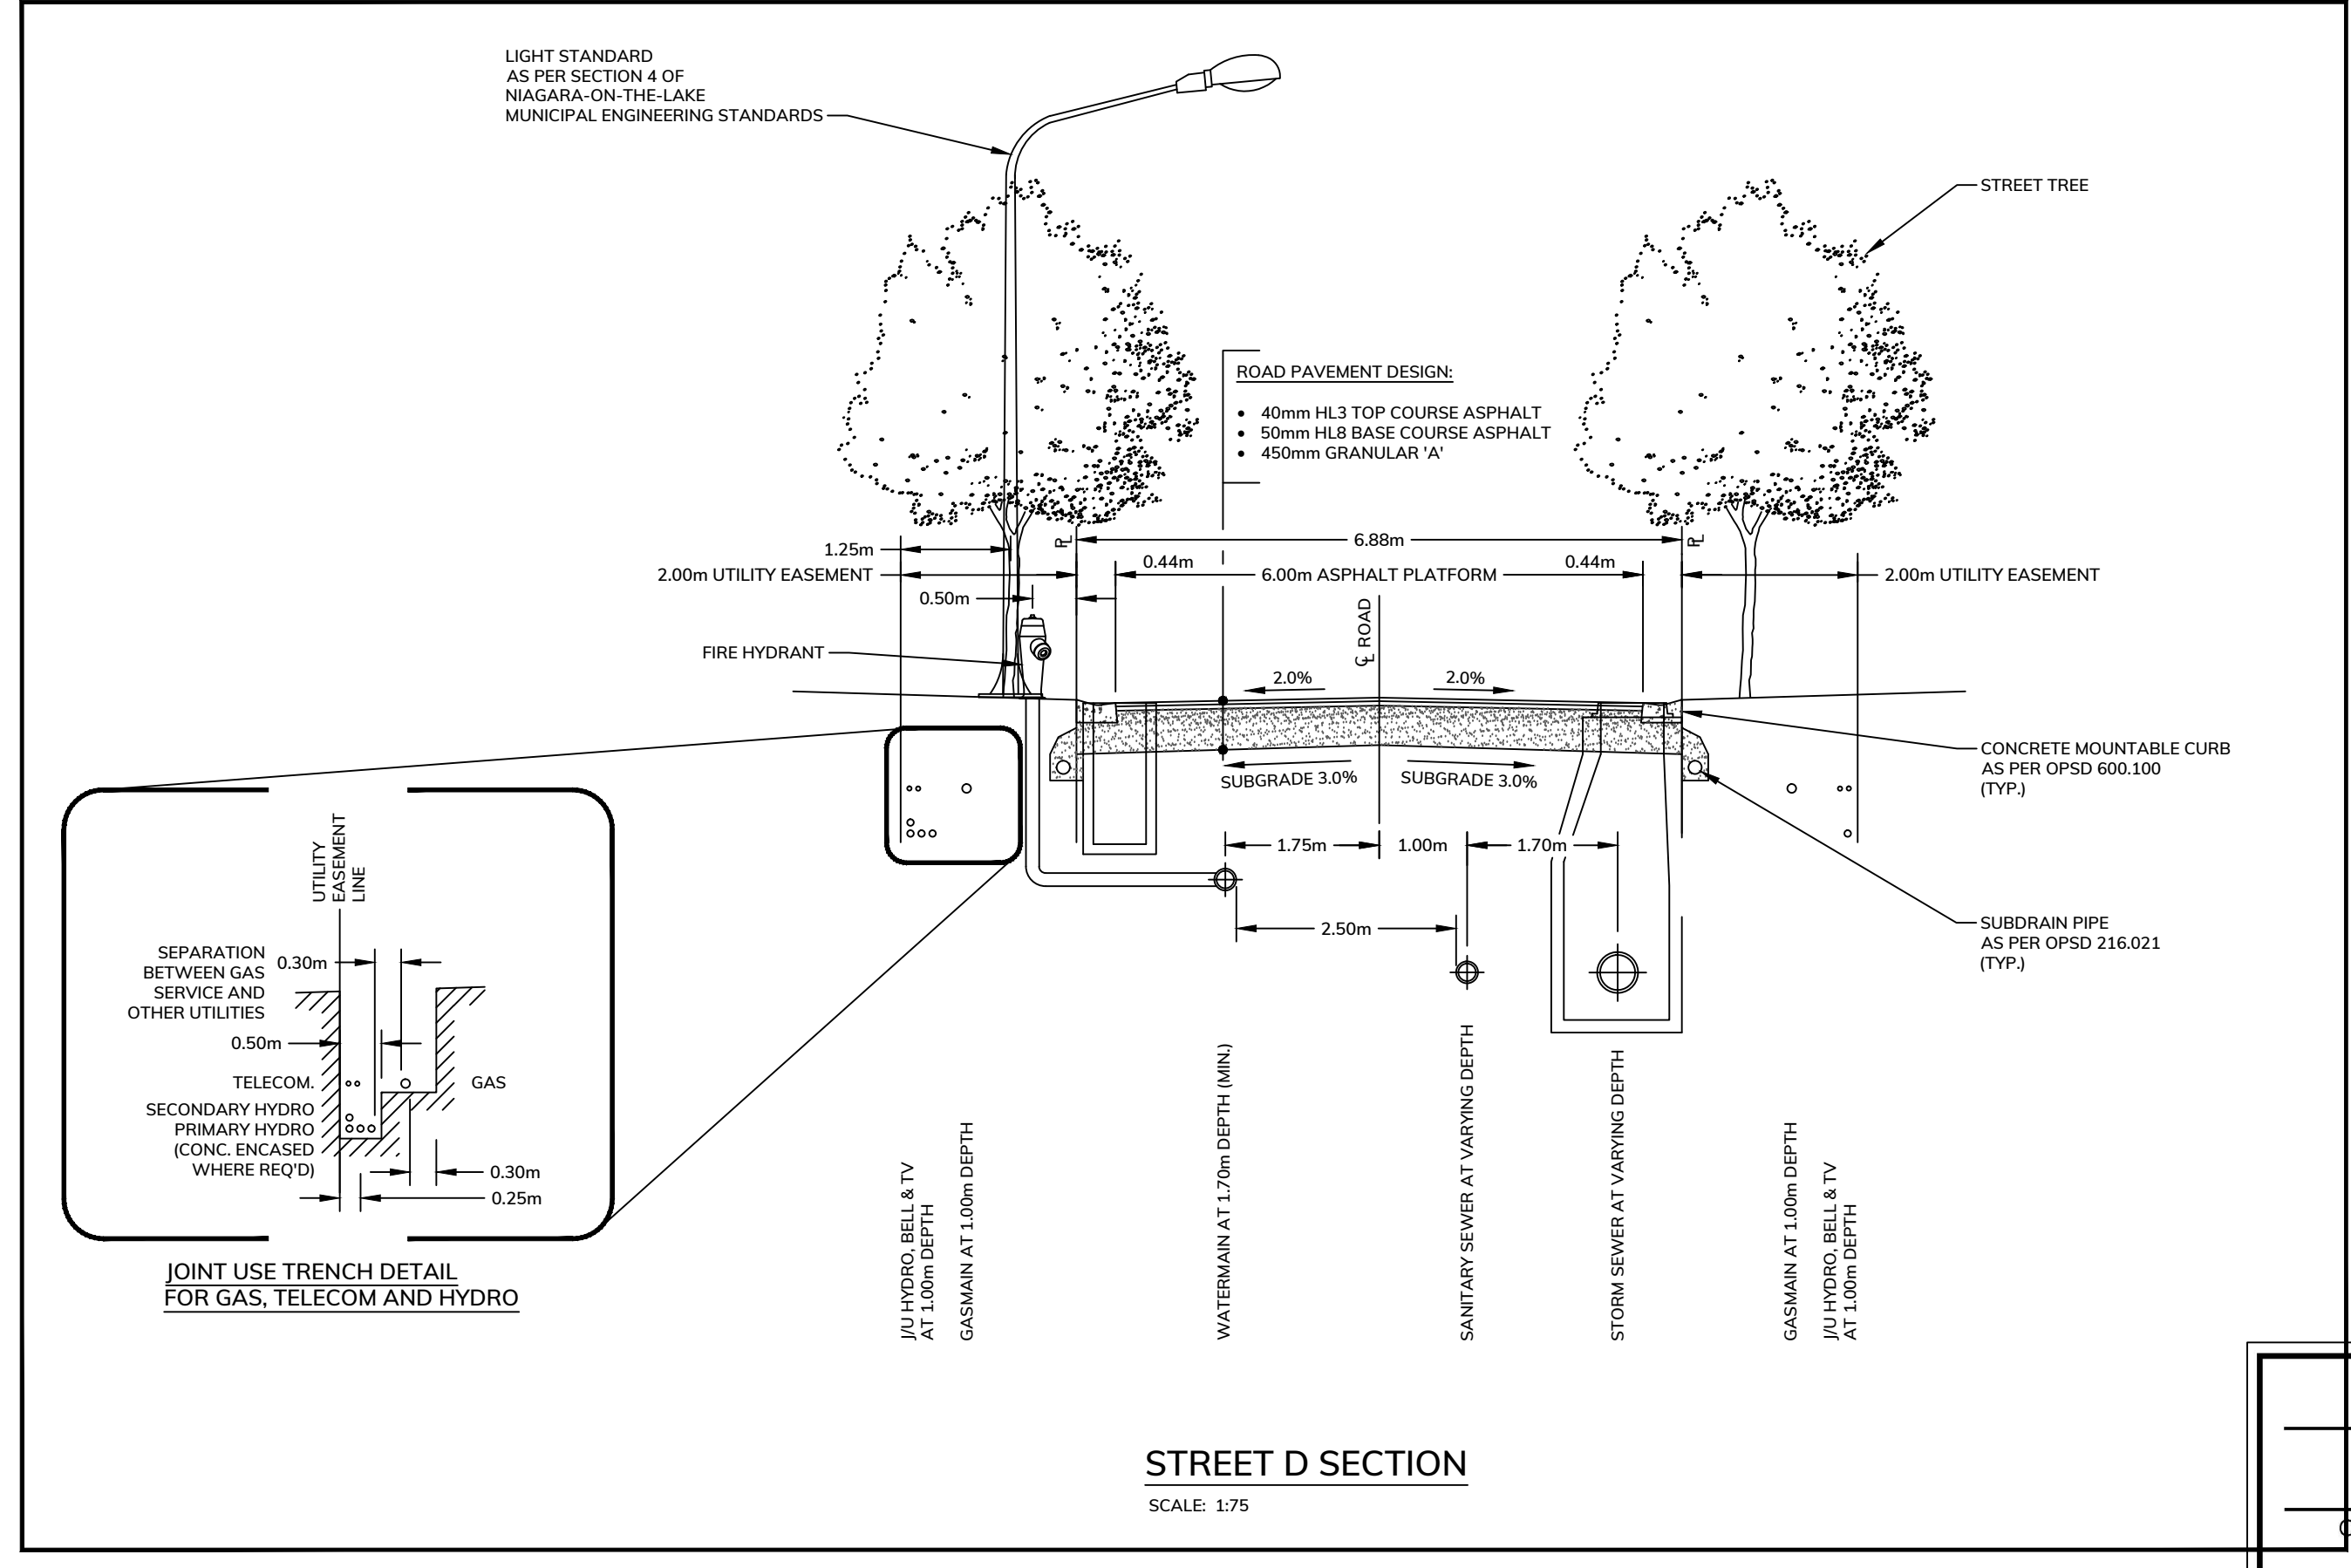 LIGHT STANDARD
AS PER SECTION 4 OF
NIAGARA-ON-THE-LAKE
MUNICIPAL ENGINEERING STANDARDS
STREET TREE
ROAD PAVEMENT DESIGN:
• 40mm HL3 TOP COURSE ASPHALT
• 50mm HL8 BASE COURSE ASPHALT
• 450mm GRANULAR 'A'
PL
6.88m
PL
1.25m
0.44m
0.44m
2.00m UTILITY EASEMENT
6.00m ASPHALT PLATFORM
2.00m UTILITY EASEMENT
0.50m
CL ROAD
FIRE HYDRANT
2.0%
2.0%
CONCRETE MOUNTABLE CURB
AS PER OPSD 600.100
(TYP.)
SUBGRADE 3.0%
SUBGRADE 3.0%
1.75m
1.00m
1.70m
2.50m
SUBDRAIN PIPE
AS PER OPSD 216.021
(TYP.)
UTILITY
EASEMENT
LINE
SEPARATION
BETWEEN GAS
SERVICE AND
OTHER UTILITIES
0.30m
0.50m
TELECOM.
GAS
SECONDARY HYDRO
PRIMARY HYDRO
(CONC. ENCASED
WHERE REQ'D)
0.30m
0.25m
JOINT USE TRENCH DETAIL
FOR GAS, TELECOM AND HYDRO
J/U HYDRO, BELL & TV
AT 1.00m DEPTH
GASMAIN AT 1.00m DEPTH
WATERMAIN AT 1.70m DEPTH (MIN.)
SANITARY SEWER AT VARYING DEPTH
STORM SEWER AT VARYING DEPTH
GASMAIN AT 1.00m DEPTH
J/U HYDRO, BELL & TV
AT 1.00m DEPTH
STREET D SECTION
SCALE: 1:75